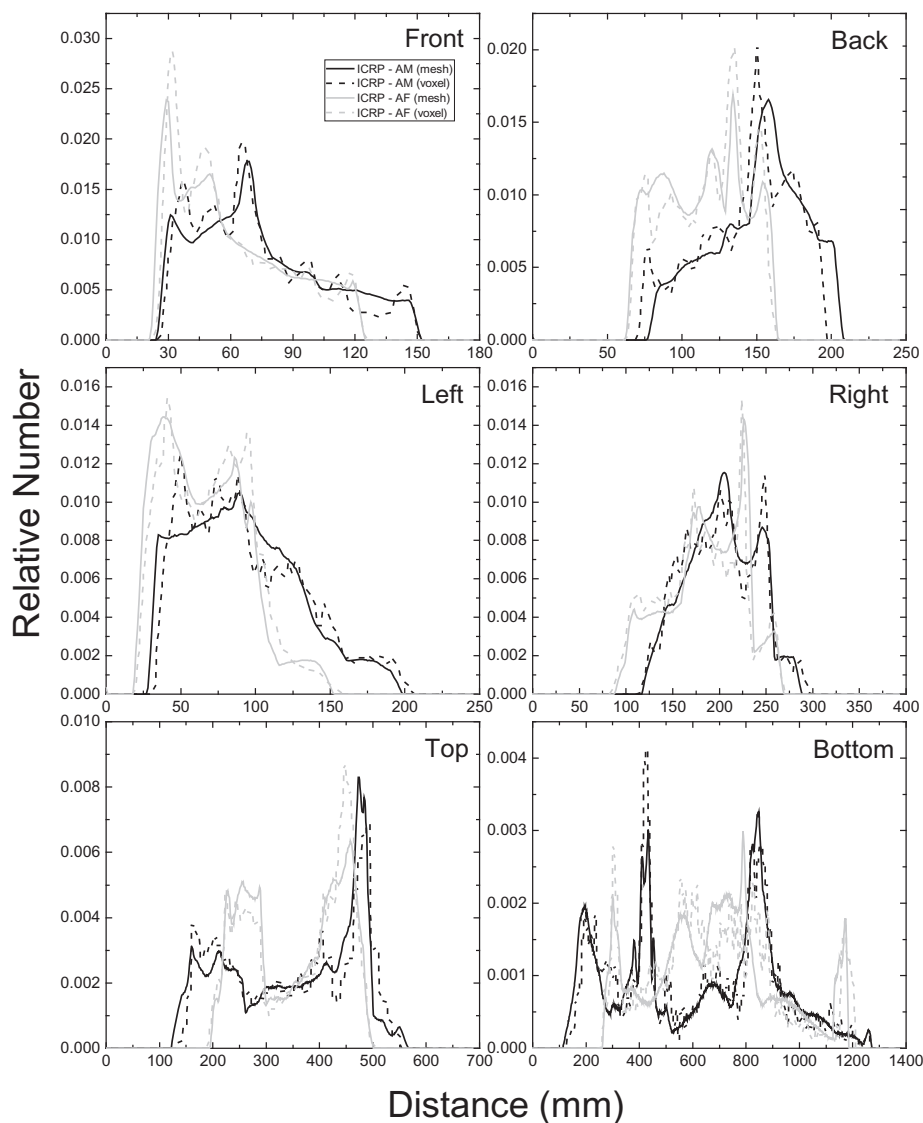 Front
ICRP - AM (mesh)
ICRP - AM (voxel)
ICRP - AF (mesh)
ICRP - AF (voxel)
0.030
0.025
0.020
0.015
0.010
0.005
0.000
30 60 90 120 150 180
Back
0.020
0.015
0.010
0.005
0.000
0 50 100 150 200 250
Relative Number
Left
0.016
0.014
0.012
0.010
0.008
0.006
0.004
0.002
0.000
0 50 100 150 200 250
Right
0.016
0.014
0.012
0.010
0.008
0.006
0.004
0.002
0.000
0 50 100 150 200 250 300 350 400
Top
0.010
0.008
0.006
0.004
0.002
0.000
0 100 200 300 400 500 600 700
Bottom
0.004
0.003
0.002
0.001
0.000
0 200 400 600 800 1000 1200 1400
Distance (mm)